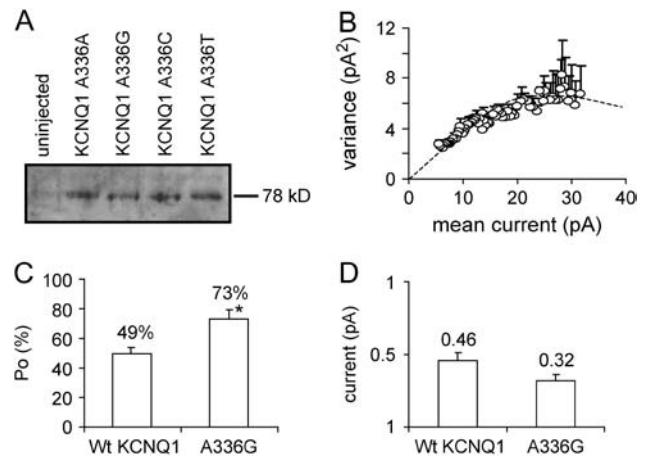 A
uninjected
KCNQ1 A336A
KCNQ1 A336G
KCNQ1 A336C
KCNQ1 A336T
78 kD
B
variance (pA²)
12
8
4
0
0 10 20 30 40
mean current (pA)
C
Po (%)
100
80
60
40
20
0
49%
73%
*
Wt KCNQ1 A336G
D
current (pA)
1
0.5
1
0.46
0.32
Wt KCNQ1 A336G